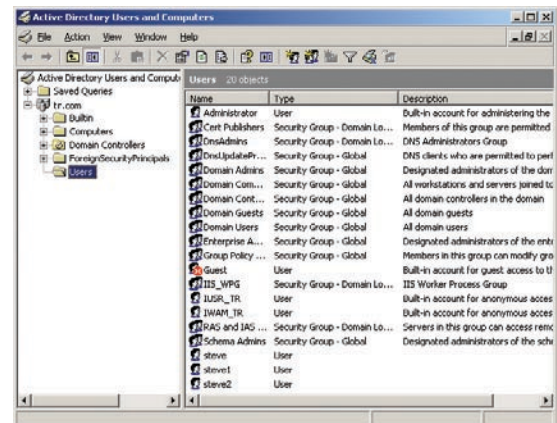 Active Directory Users and Computers
File Action View Window Help
Active Directory Users and Comput
Saved Queries
tr.com
Builtin
Computers
Domain Controllers
ForeignSecurityPrincipals
Users
Users 20 objects
Name Type Description
Administrator User Built-in account for administering the
Cert Publishers Security Group - Domain Lo... Members of this group are permitted
DnsAdmins Security Group - Domain Lo... DNS Administrators Group
DnsUpdatePr... Security Group - Global DNS clients who are permitted to perf
Domain Admins Security Group - Global Designated administrators of the dom
Domain Com... Security Group - Global All workstations and servers joined to
Domain Cont... Security Group - Global All domain controllers in the domain
Domain Guests Security Group - Global All domain guests
Domain Users Security Group - Global All domain users
Enterprise A... Security Group - Global Designated administrators of the ente
Group Policy ... Security Group - Global Members in this group can modify gro
Guest User Built-in account for guest access to th
IIS_WPG Security Group - Domain Lo... IIS Worker Process Group
IUSR_TR User Built-in account for anonymous acces
IWAM_TR User Built-in account for anonymous acces
RAS and IAS ... Security Group - Domain Lo... Servers in this group can access remo
Schema Admins Security Group - Global Designated administrators of the sche
steve User
steve1 User
steve2 User